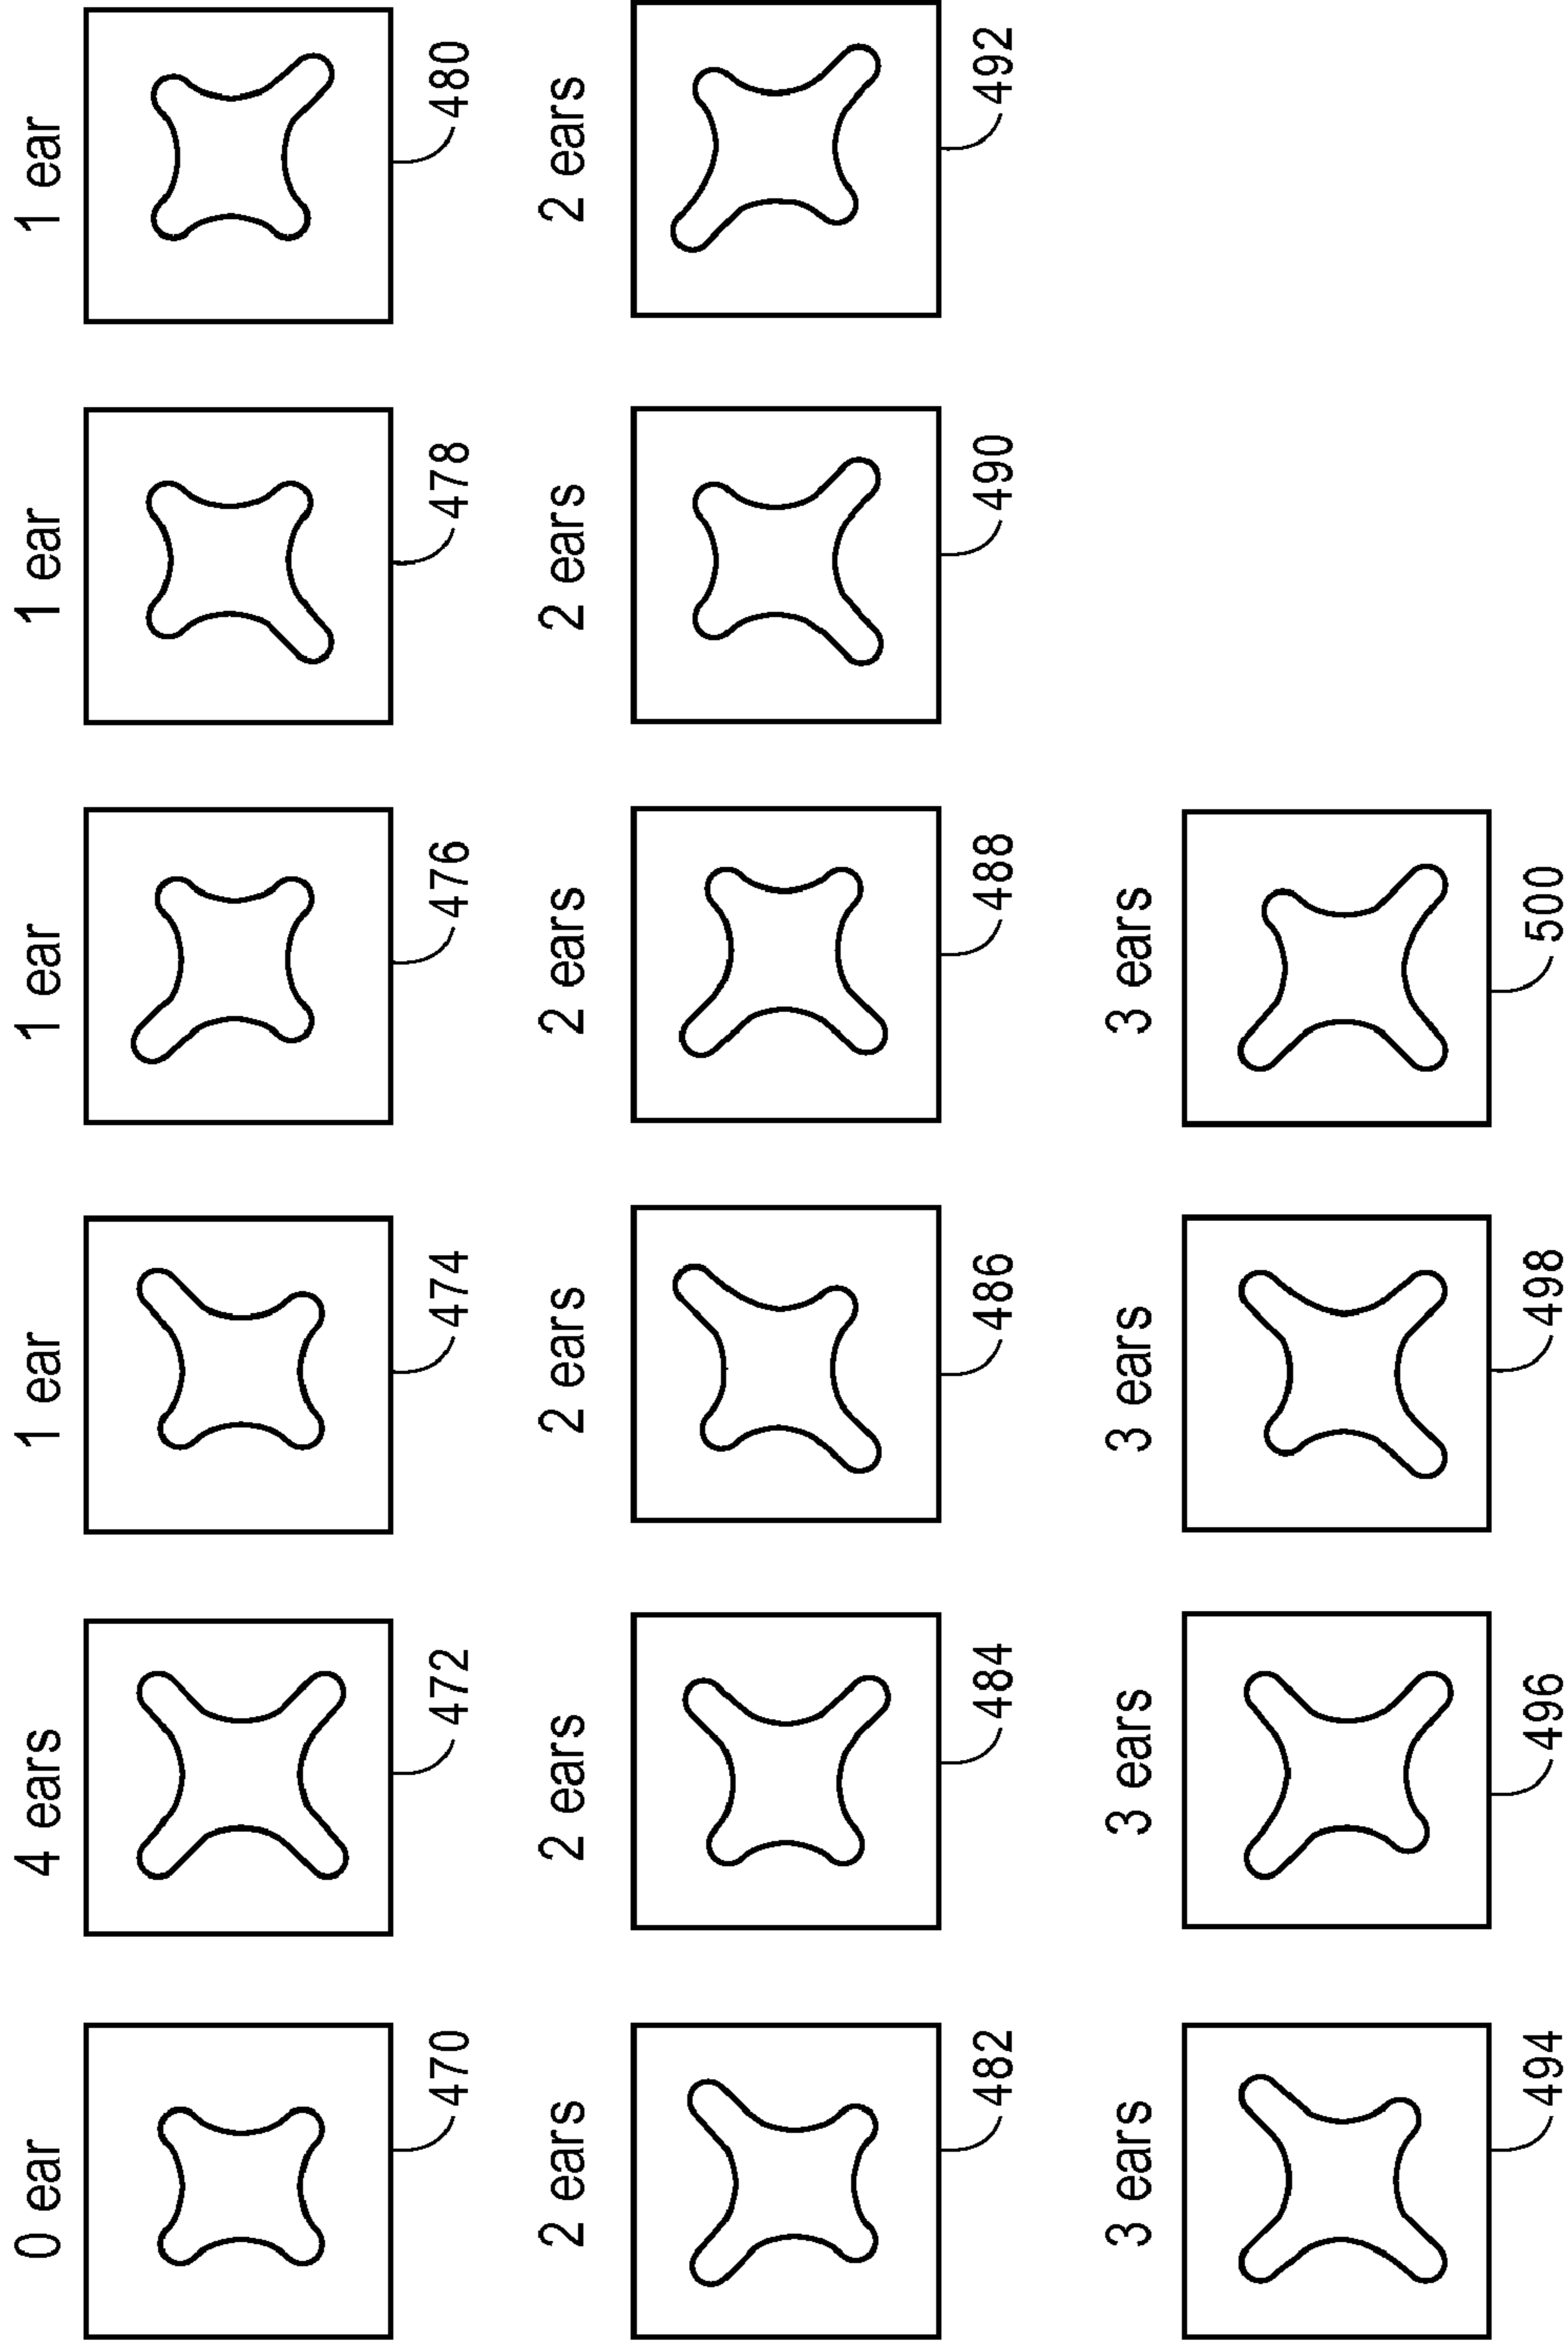 0 ear 4 ears 1 ear 1 ear 1 ear 1 ear
470 472 474 476 478 480
2 ears 2 ears 2 ears 2 ears 2 ears 2 ears
482 484 486 488 490 492
3 ears 3 ears 3 ears 3 ears
494 496 498 500